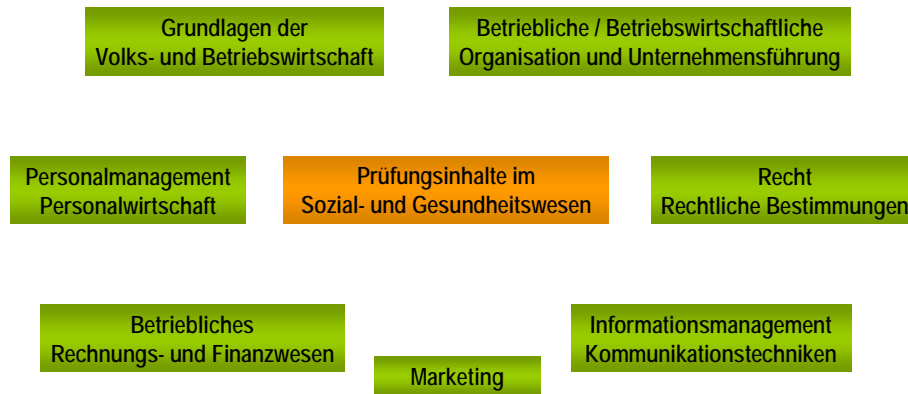 Grundlagen der
Volks- und Betriebswirtschaft
Betriebliche / Betriebswirtschaftliche
Organisation und Unternehmensführung
Personalmanagement
Personalwirtschaft
Prüfungsinhalte im
Sozial- und Gesundheitswesen
Recht
Rechtliche Bestimmungen
Betriebliches
Rechnungs- und Finanzwesen
Marketing
Informationsmanagement
Kommunikationstechniken